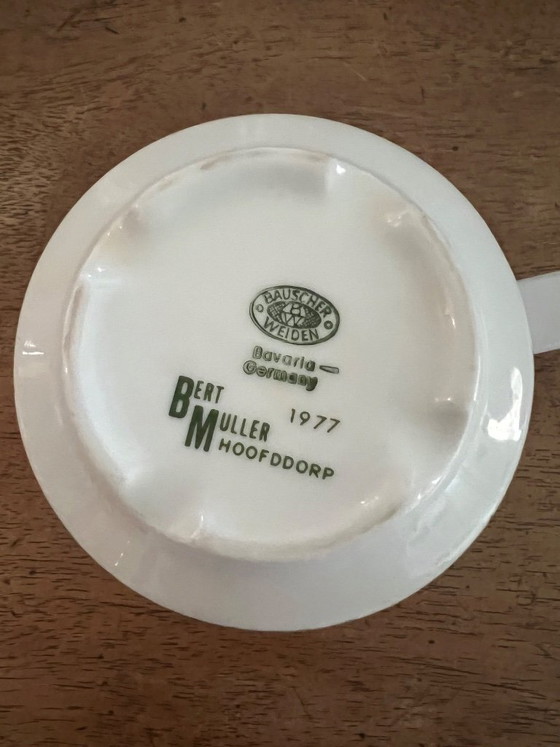 BAUSCHER
WEIDEN
Bavaria
Germany
BERT
MULLER 1977
HOOFDDORP